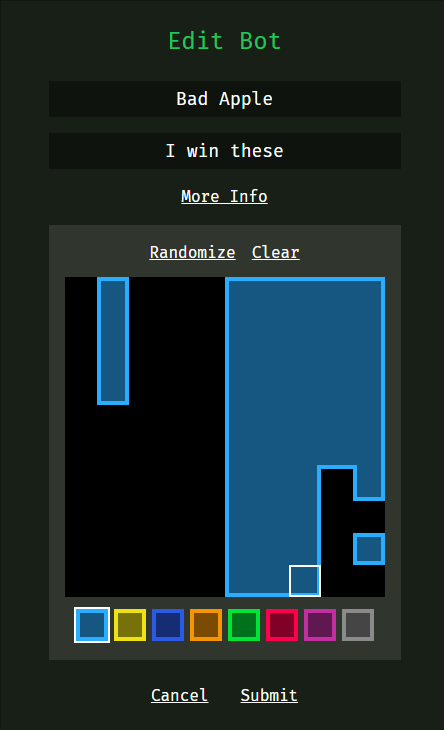 Edit Bot
Bad Apple
I win these
More Info
Randomize Clear
Cancel Submit